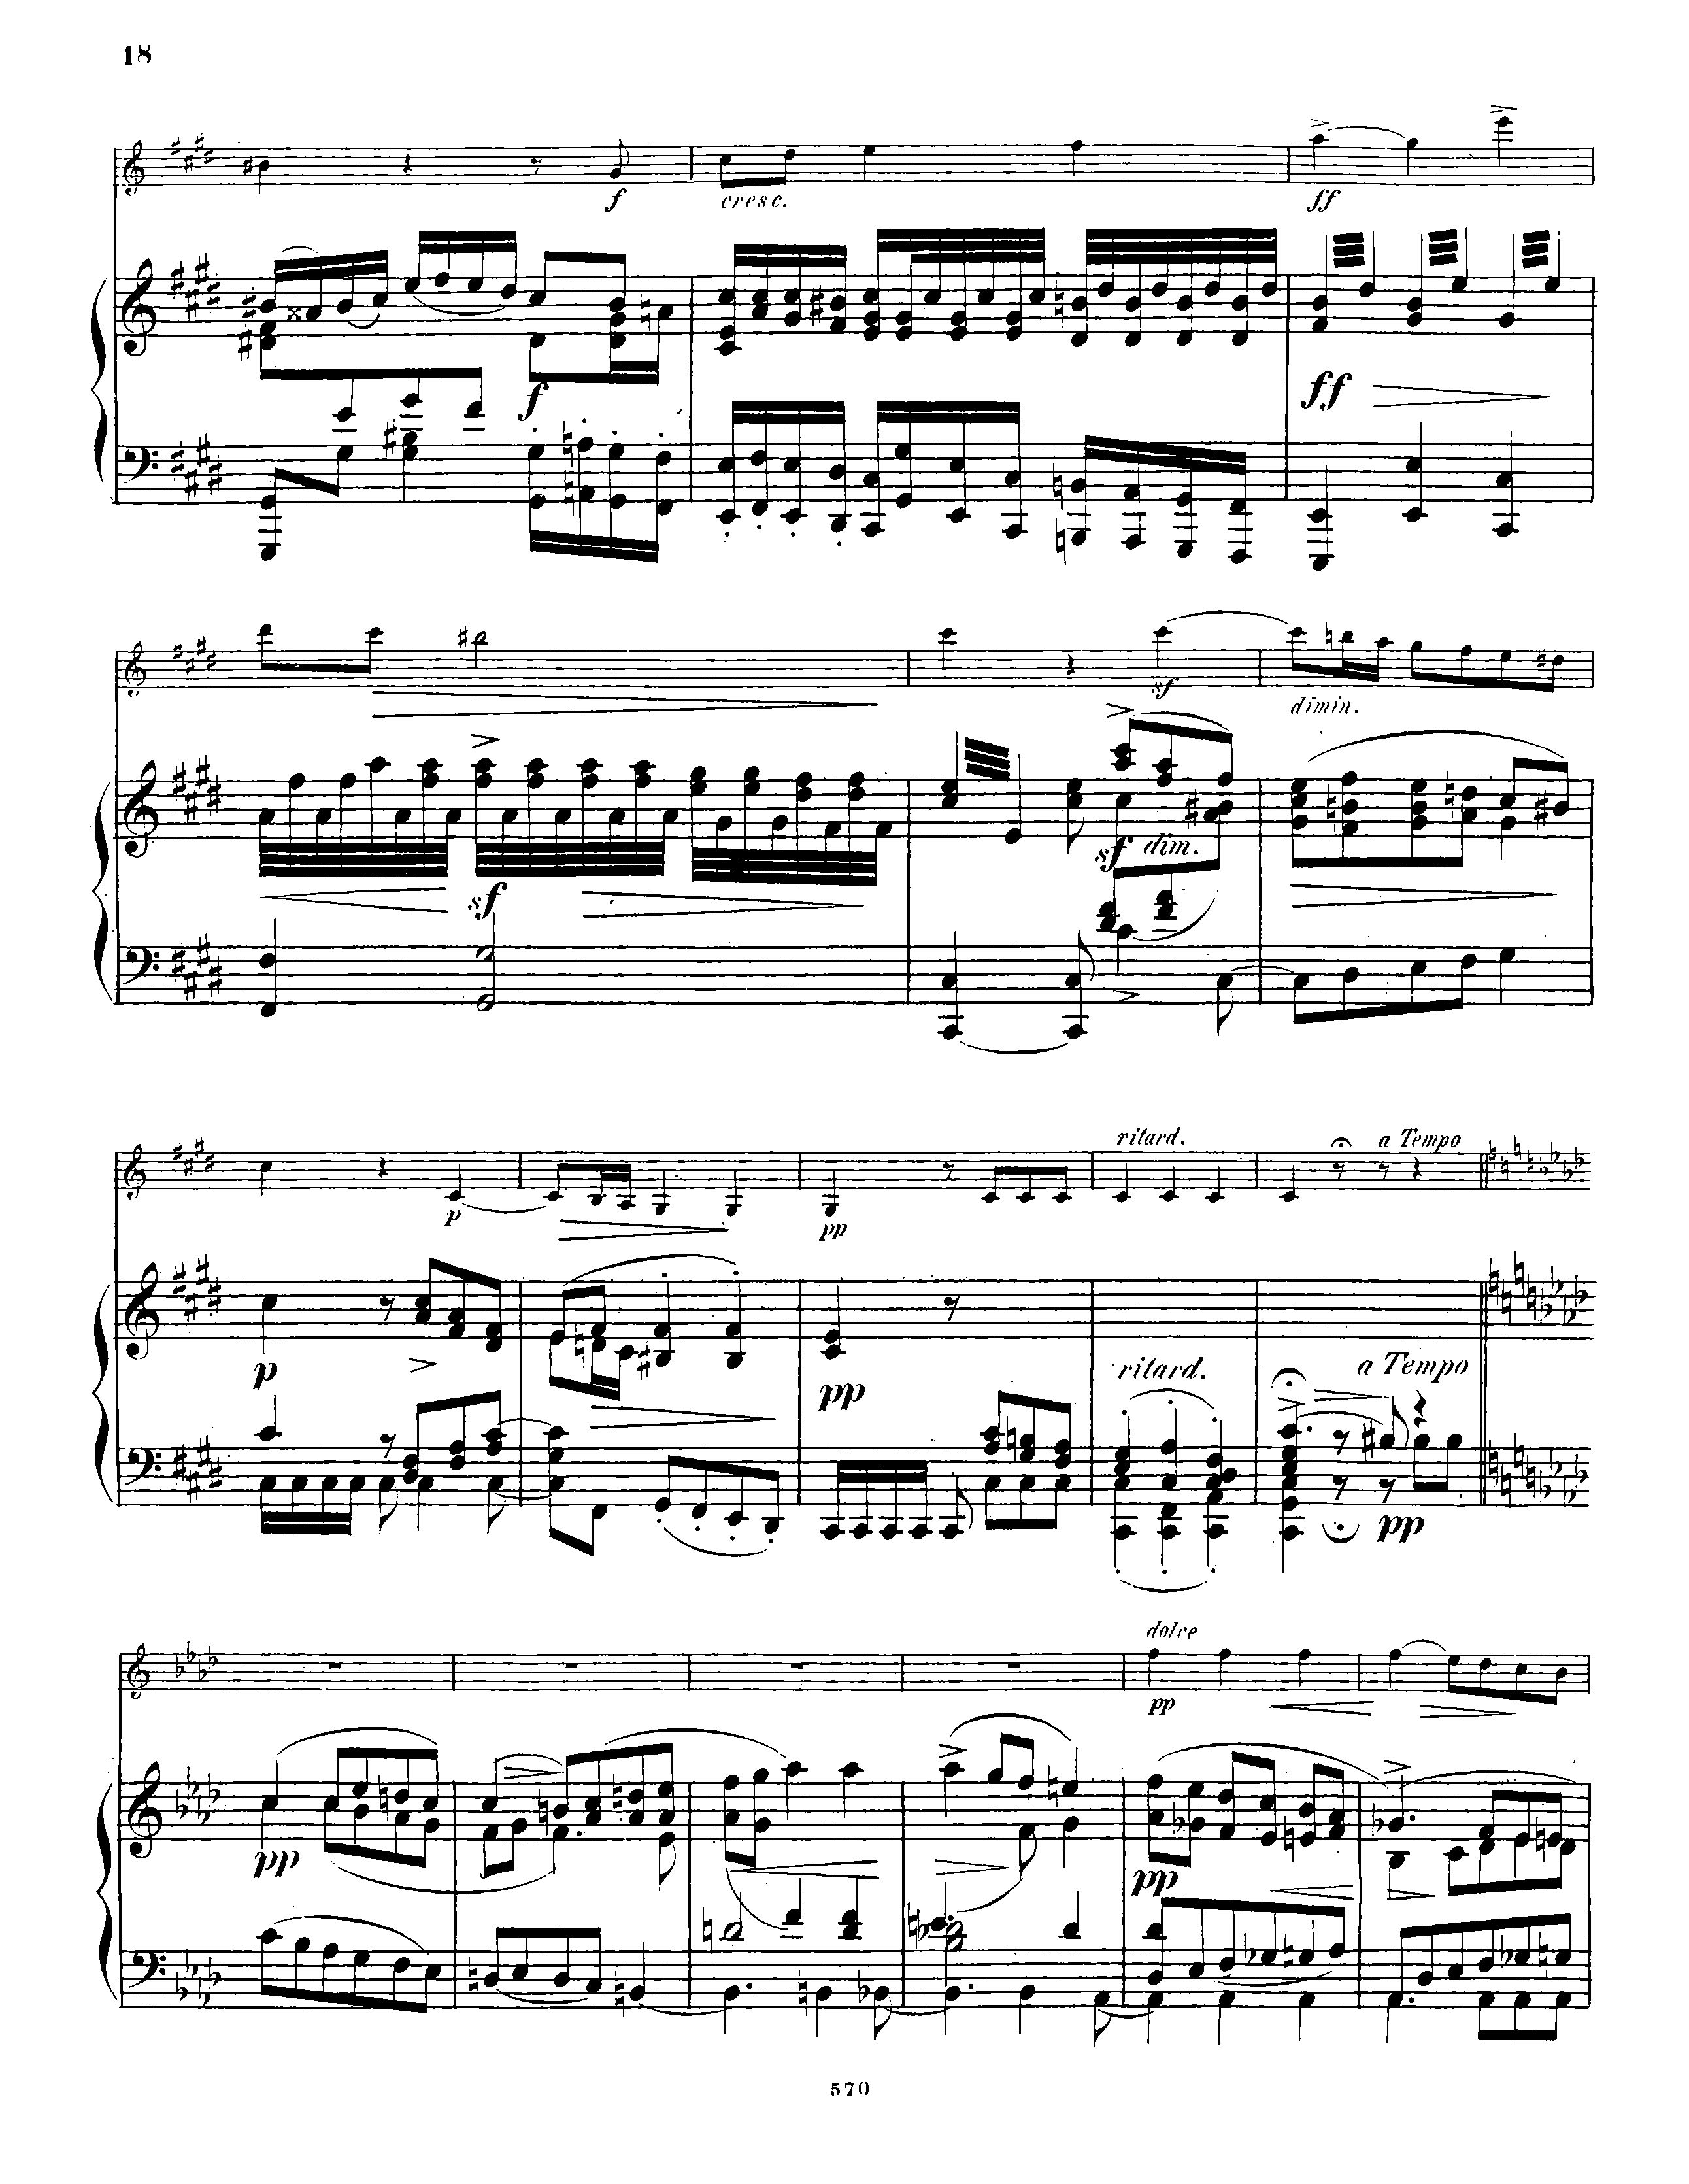 18
f
cresc.
ff
f
ff
sf
dimin.
sf
sf dim.
ritard.
a Tempo
p
pp
p
pp
ritard.
a Tempo
pp
dolce
pp
pp
pp
570